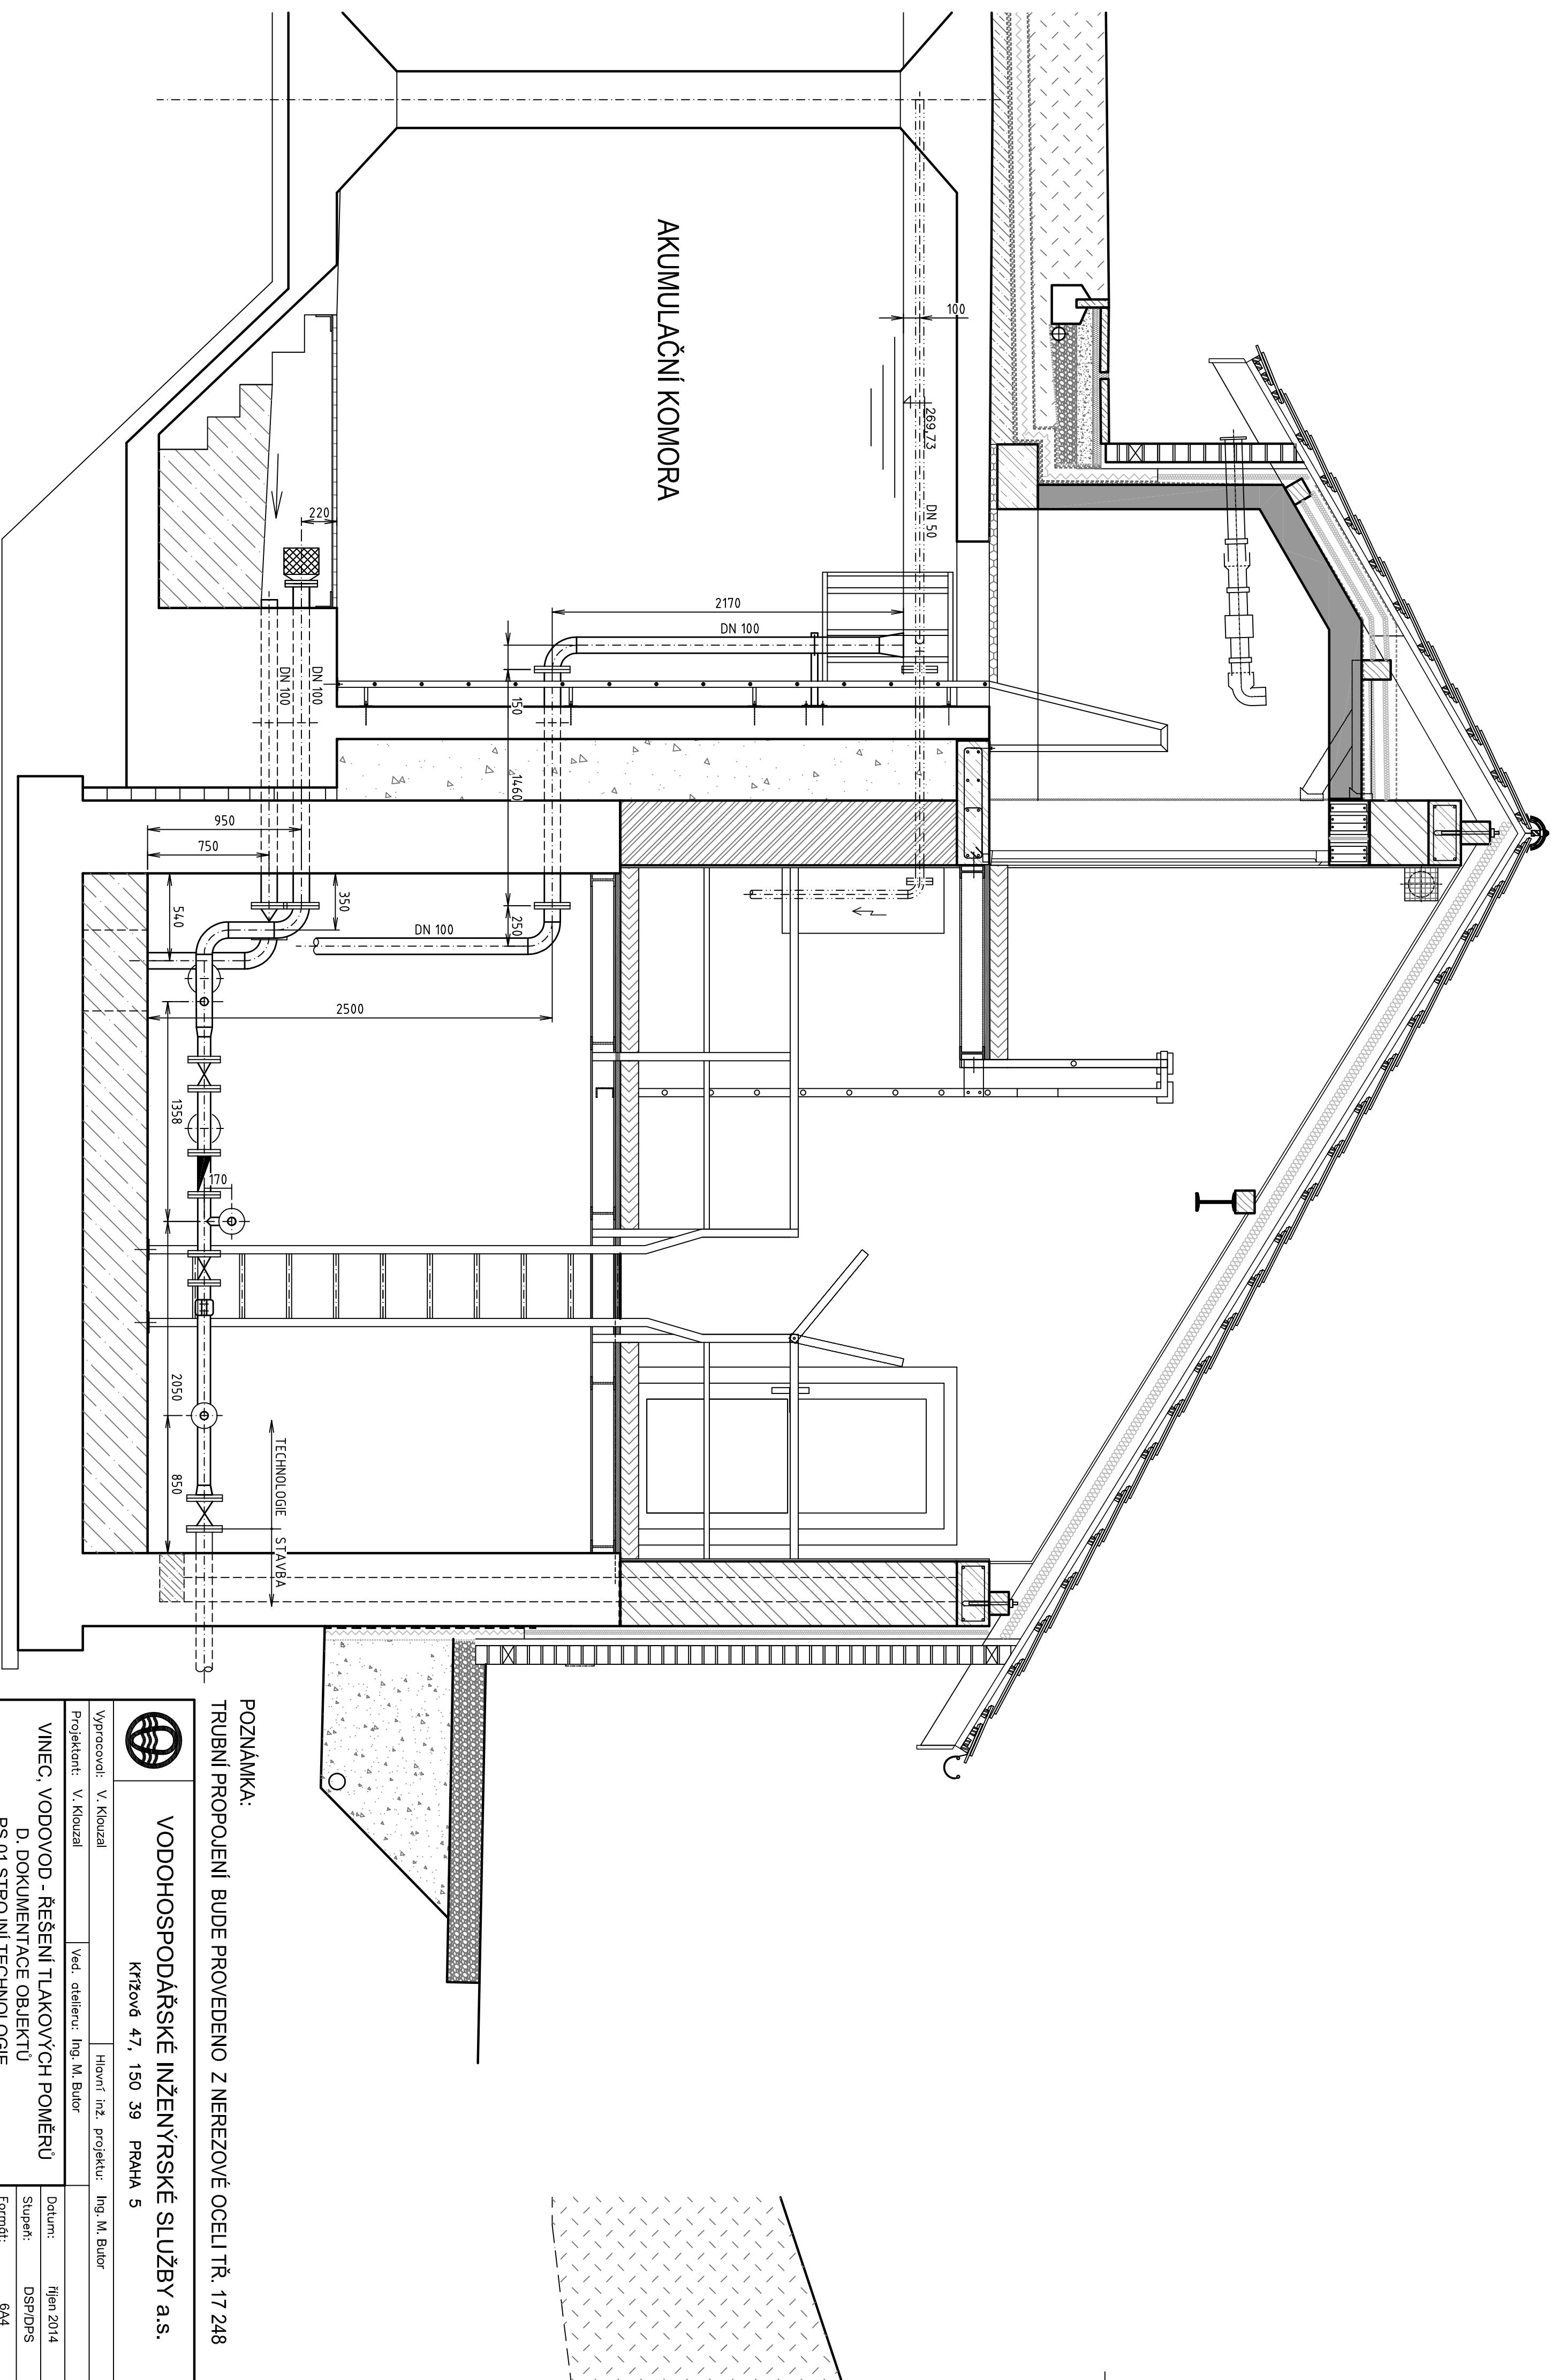 AKUMULAČNÍ KOMORA
100
269,73
DN 50
220
2170
DN 100
DN 100
DN 100
150
1460
250
950
750
540
350
DN 100
2500
1358
170
2050
850
TECHNOLOGIE
STAVBA
POZNÁMKA:
TRUBNÍ PROPOJENÍ BUDE PROVEDENO Z NEREZOVÉ OCELI TŘ. 17 248
VODOHOSPODÁŘSKÉ INŽENÝRSKÉ SLUŽBY a.s.
Křížová 47, 150 39 PRAHA 5
Vypracoval: V. Klouzal
Hlavní inž. projektu: Ing. M. Butor
Projektant: V. Klouzal
Ved. atelieru: Ing. M. Butor
VINEC, VODOVOD - ŘEŠENÍ TLAKOVÝCH POMĚRŮ
D. DOKUMENTACE OBJEKTŮ
PS 01 STROJNÍ TECHNOLOGIE
Datum: říjen 2014
Stupeň: DSP/DPS
Formát: 6A4